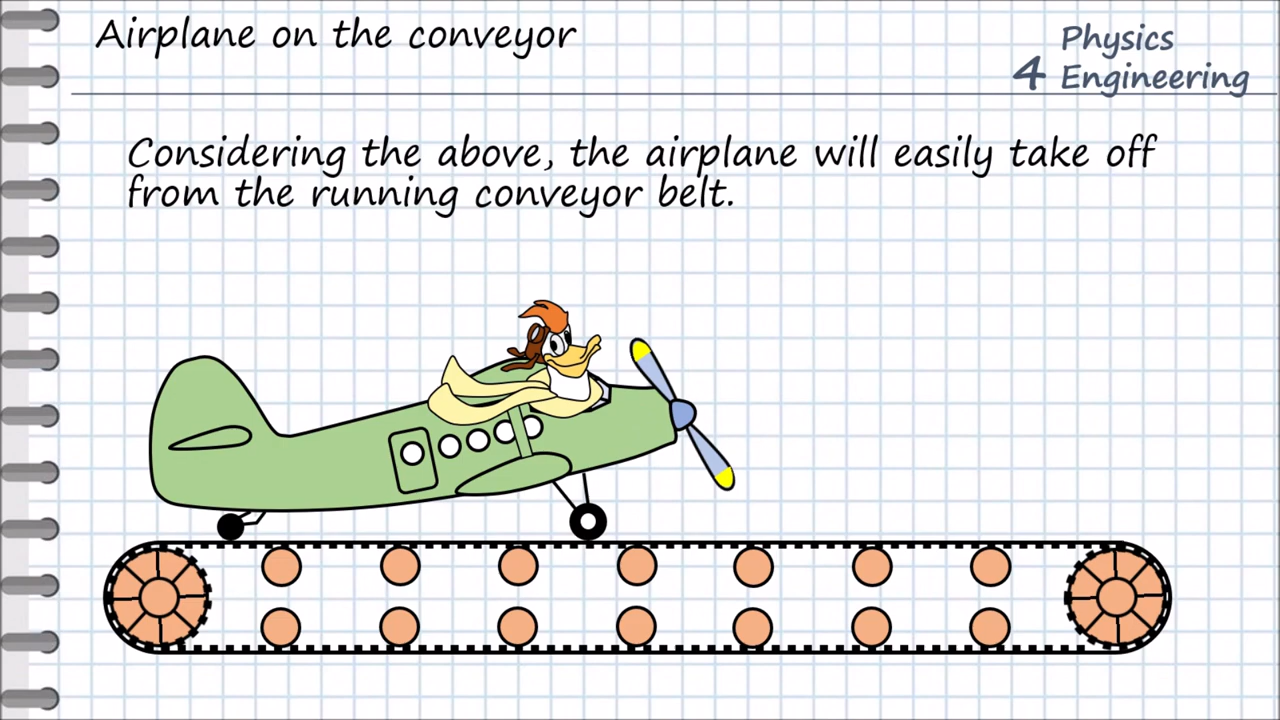 Airplane on the conveyor
Physics
4 Engineering
Considering the above, the airplane will easily take off
from the running conveyor belt.